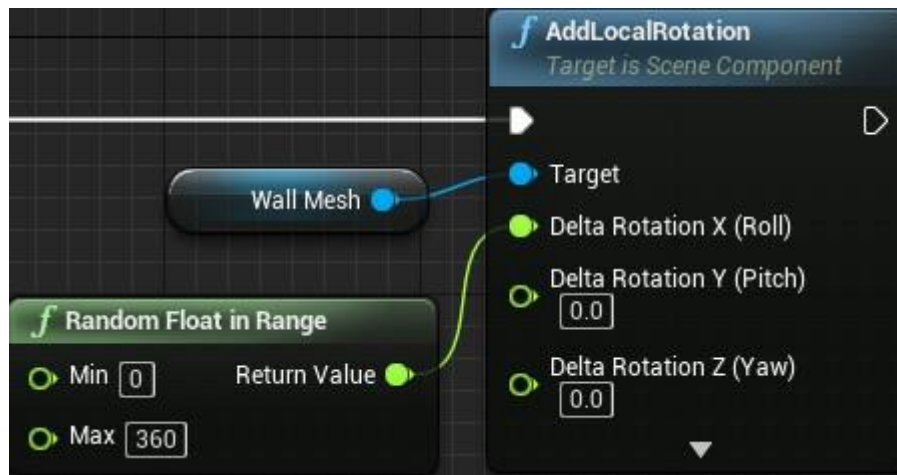 f AddLocalRotation
Target is Scene Component
Target
Wall Mesh
Delta Rotation X (Roll)
Delta Rotation Y (Pitch)
0.0
Delta Rotation Z (Yaw)
0.0
f Random Float in Range
Min 0 Return Value
Max 360